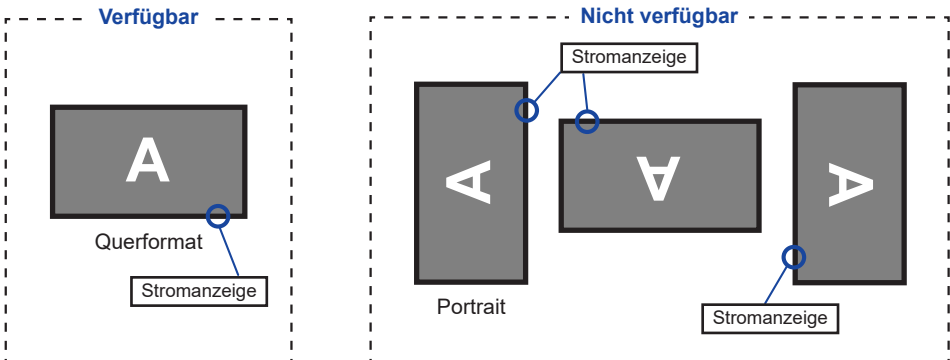 Verfügbar
A
Querformat
Stromanzeige
Nicht verfügbar
Stromanzeige
A
A
A
Portrait
Stromanzeige